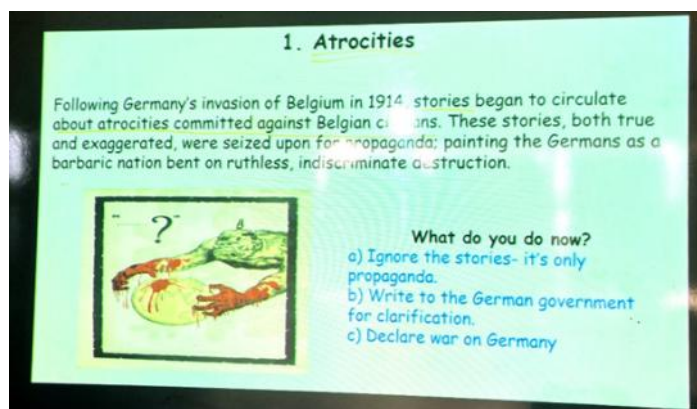 1. Atrocities
Following Germany's invasion of Belgium in 1914, stories began to circulate
about atrocities committed against Belgian ans. These stories, both true
and exaggerated, were seized upon for propaganda; painting the Germans as a
barbaric nation bent on ruthless, indiscriminate destruction.
?
What do you do now?
a) Ignore the stories- it's only
propaganda.
b) Write to the German government
for clarification.
c) Declare war on Germany